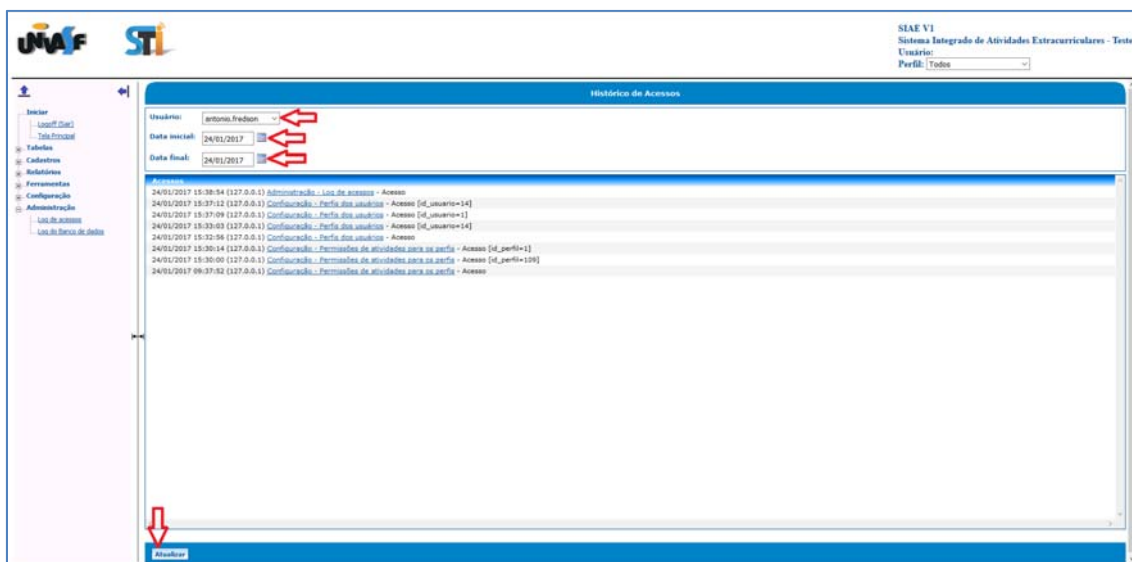 UNIVASF
STI
SIAE V1
Sistema Integrado de Atividades Extracurriculares - Teste
Usuário:
Perfil: Todos
Iniciar
Logoff (Sair)
Tela Principal
Tabelas
Cadastros
Relatórios
Ferramentas
Configuração
Administração
Log de acessos
Log do Banco de dados
Histórico de Acessos
Usuário: antonio.fredson
Data inicial: 24/01/2017
Data final: 24/01/2017
Acessos
24/01/2017 15:38:54 (127.0.0.1) Administração - Log de acessos - Acesso
24/01/2017 15:37:12 (127.0.0.1) Configuração - Perfis dos usuários - Acesso [id_usuario=14]
24/01/2017 15:37:09 (127.0.0.1) Configuração - Perfis dos usuários - Acesso [id_usuario=1]
24/01/2017 15:33:03 (127.0.0.1) Configuração - Perfis dos usuários - Acesso [id_usuario=14]
24/01/2017 15:32:56 (127.0.0.1) Configuração - Perfis dos usuários - Acesso
24/01/2017 15:30:14 (127.0.0.1) Configuração - Permissões de atividades para os perfis - Acesso [id_perfil=1]
24/01/2017 15:30:00 (127.0.0.1) Configuração - Permissões de atividades para os perfis - Acesso [id_perfil=109]
24/01/2017 09:37:52 (127.0.0.1) Configuração - Permissões de atividades para os perfis - Acesso
Atualizar